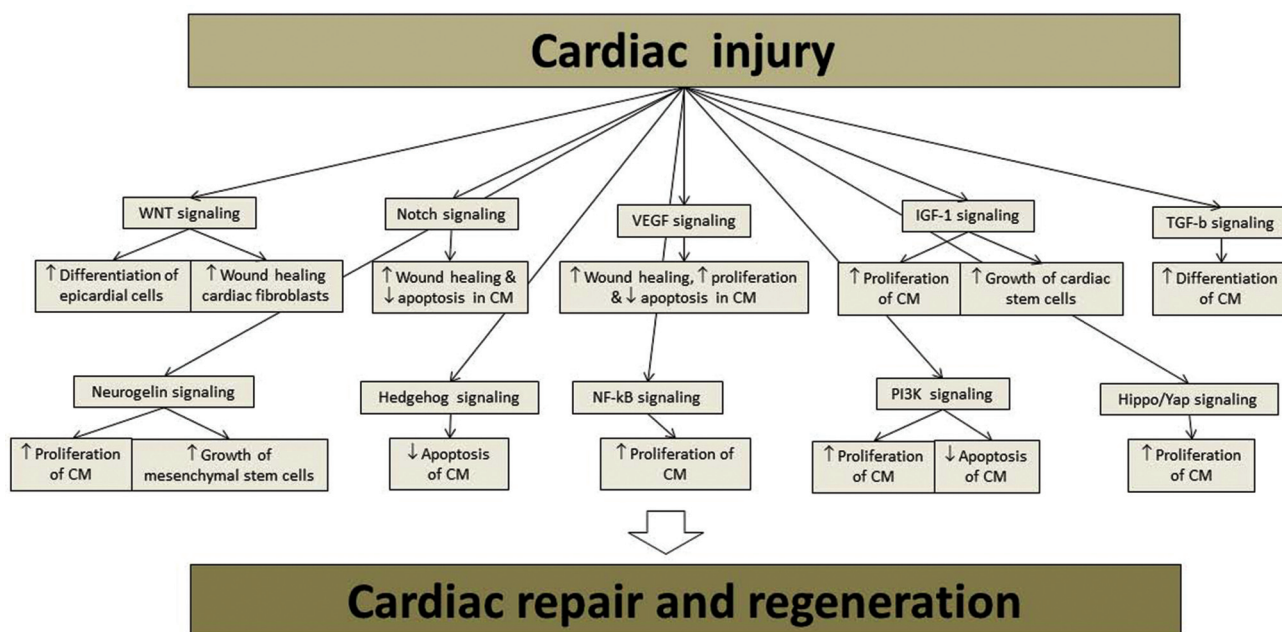 Cardiac injury
WNT signaling
Notch signaling
VEGF signaling
IGF-1 signaling
TGF-b signaling
↑ Differentiation of
epicardial cells
↑ Wound healing
cardiac fibroblasts
↑ Wound healing &
↓ apoptosis in CM
↑ Wound healing, ↑ proliferation
& ↓ apoptosis in CM
↑ Proliferation
of CM
↑ Growth of cardiac
stem cells
↑ Differentiation
of CM
Neurogelin signaling
Hedgehog signaling
NF-kB signaling
PI3K signaling
Hippo/Yap signaling
↑ Proliferation
of CM
↑ Growth of
mesenchymal stem cells
↓ Apoptosis
of CM
↑ Proliferation of
CM
↑ Proliferation
of CM
↓ Apoptosis
of CM
↑ Proliferation
of CM
Cardiac repair and regeneration